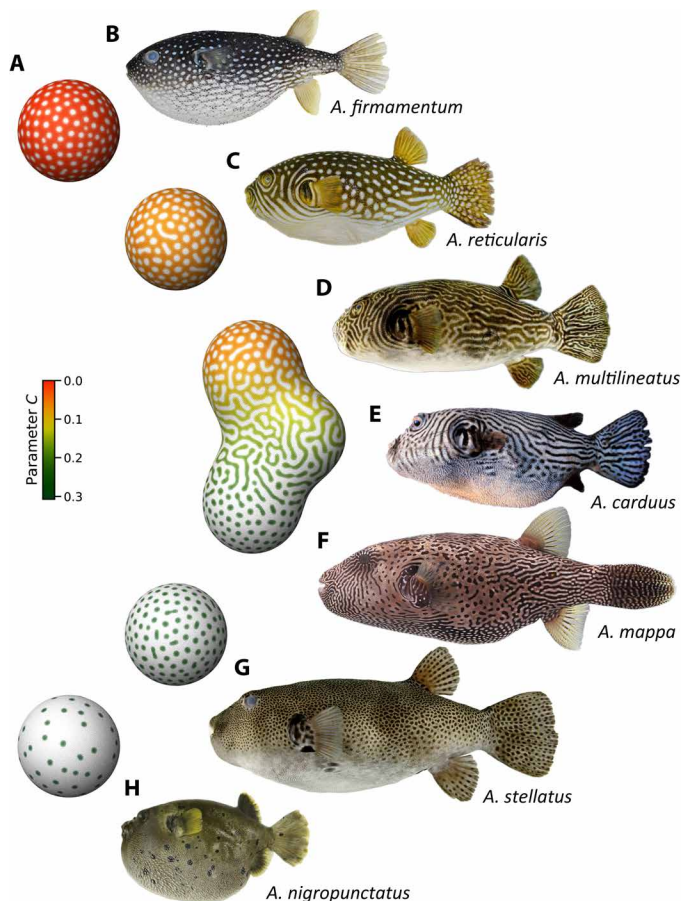 A
B
A. firmamentum
C
A. reticularis
D
A. multilineatus
Parameter C
0.0
0.1
0.2
0.3
E
A. carduus
F
A. mappa
G
A. stellatus
H
A. nigropunctatus